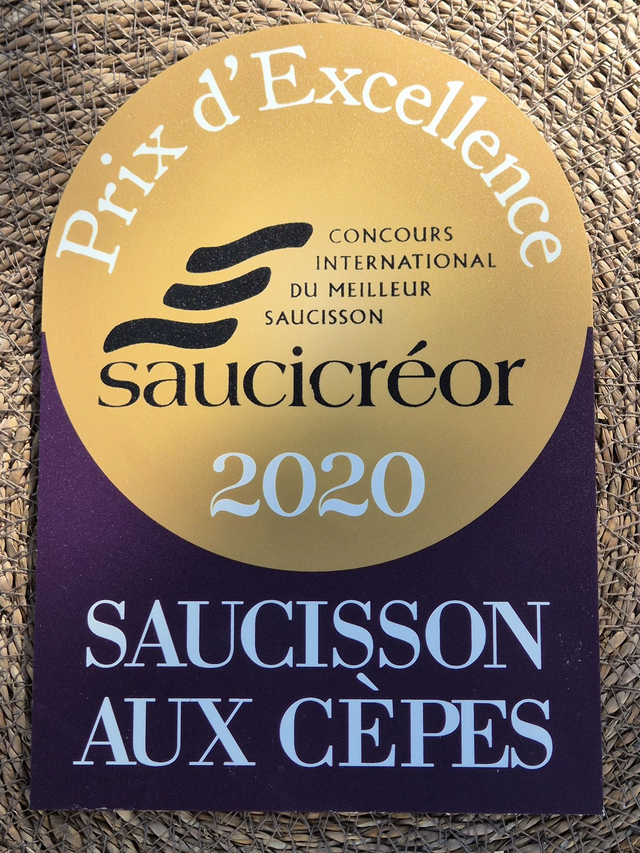 Prix d'Excellence
CONCOURS
INTERNATIONAL
DU MEILLEUR
SAUCISSON
saucicréor
2020
SAUCISSON
AUX CÈPES